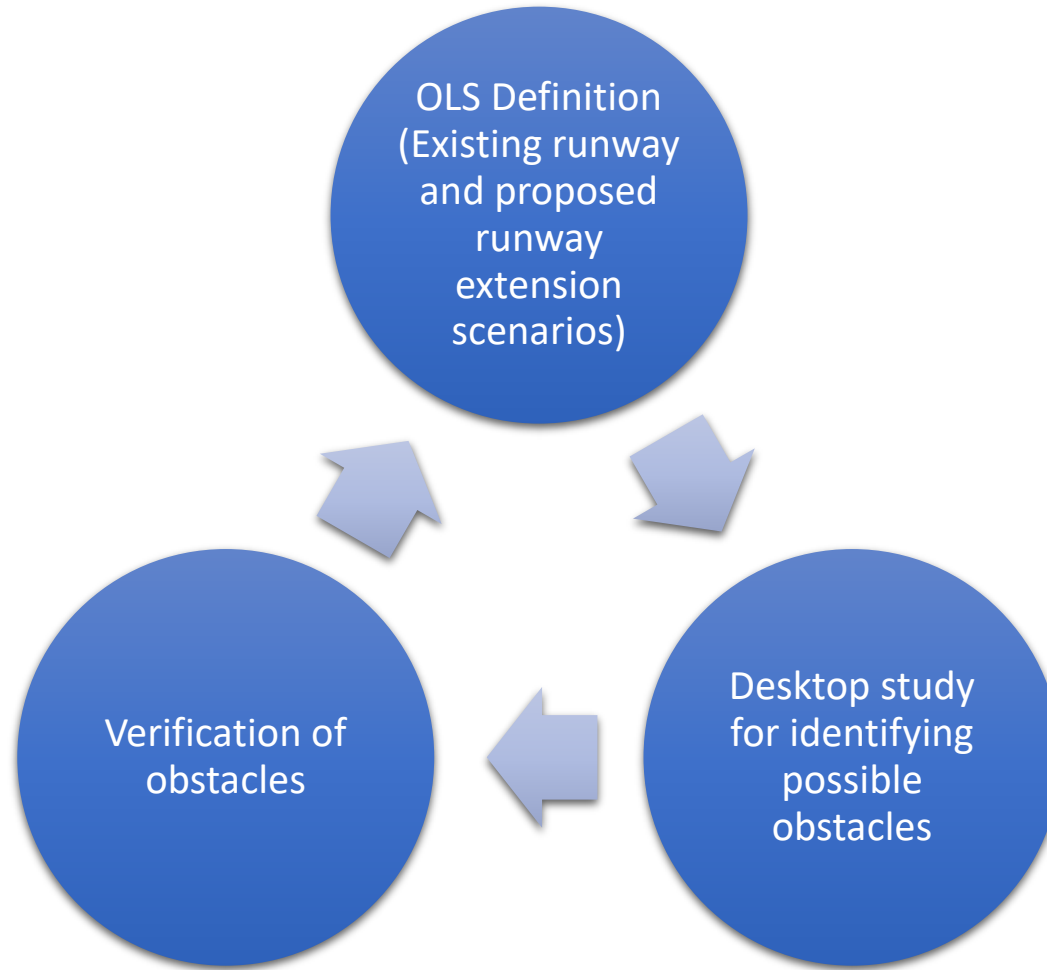 OLS Definition
(Existing runway
and proposed
runway
extension
scenarios)
Desktop study
for identifying
possible
obstacles
Verification of
obstacles